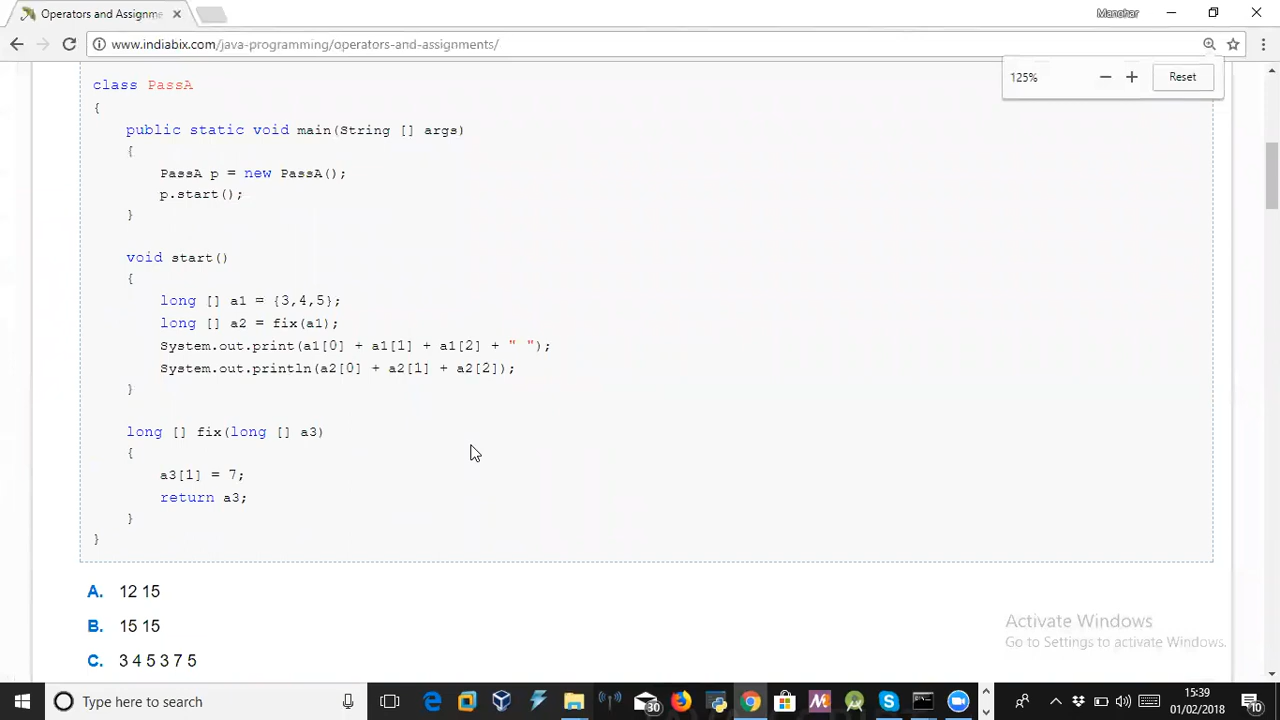 Operators and Assignme
Manohar
www.indiabix.com/java-programming/operators-and-assignments/
125%
Reset
class PassA
{
public static void main(String [] args)
{
PassA p = new PassA();
p.start();
}
void start()
{
long [] a1 = {3,4,5};
long [] a2 = fix(a1);
System.out.print(a1[0] + a1[1] + a1[2] + " ");
System.out.println(a2[0] + a2[1] + a2[2]);
}
long [] fix(long [] a3)
{
a3[1] = 7;
return a3;
}
}
A. 12 15
B. 15 15
C. 3 4 5 3 7 5
Activate Windows
Go to Settings to activate Windows.
Type here to search
30
15:39
01/02/2018
10